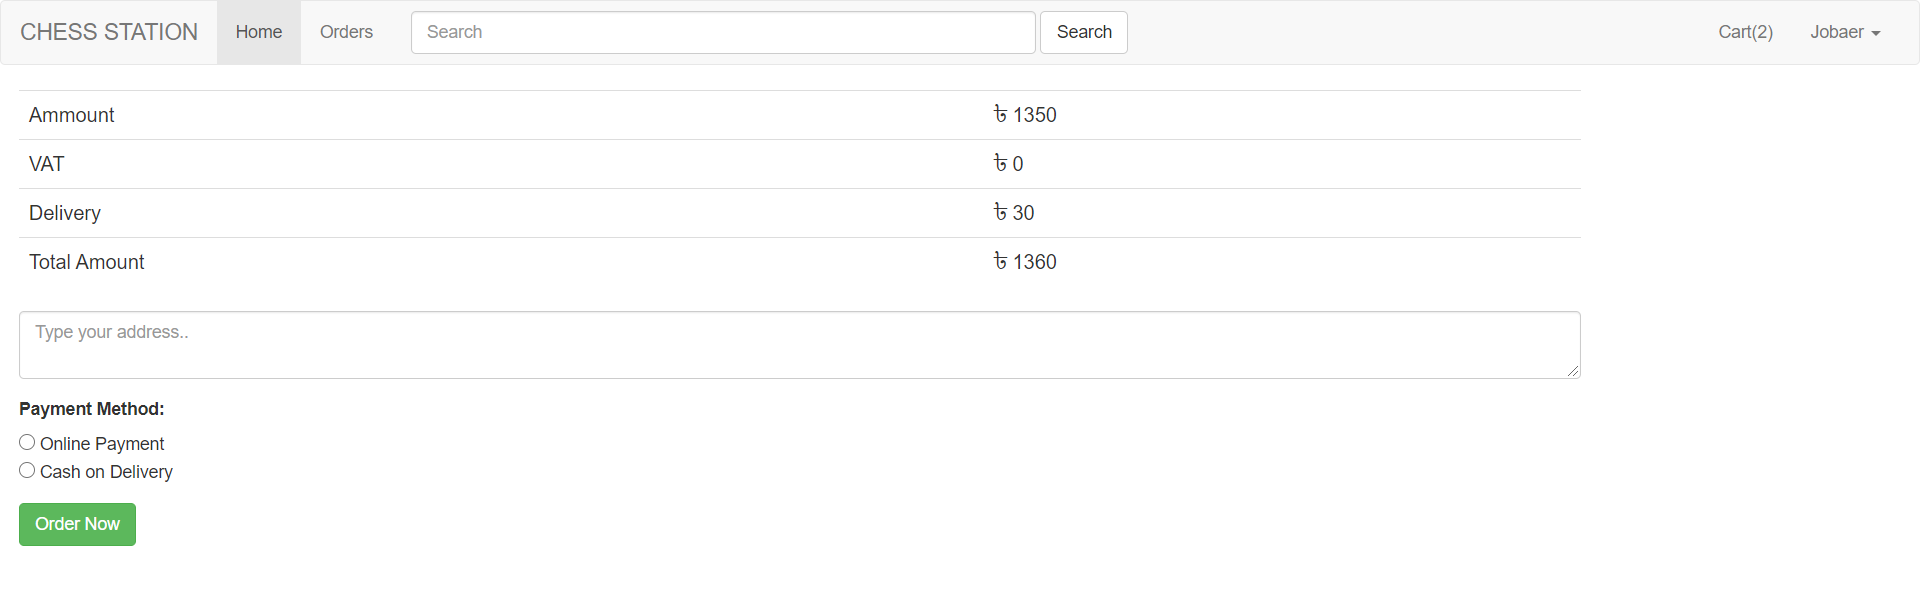 CHESS STATION Home Orders Search Search Cart(2) Jobaer
Ammount ৳ 1350
VAT ৳ 0
Delivery ৳ 30
Total Amount ৳ 1360
Type your address..
Payment Method:
Online Payment
Cash on Delivery
Order Now